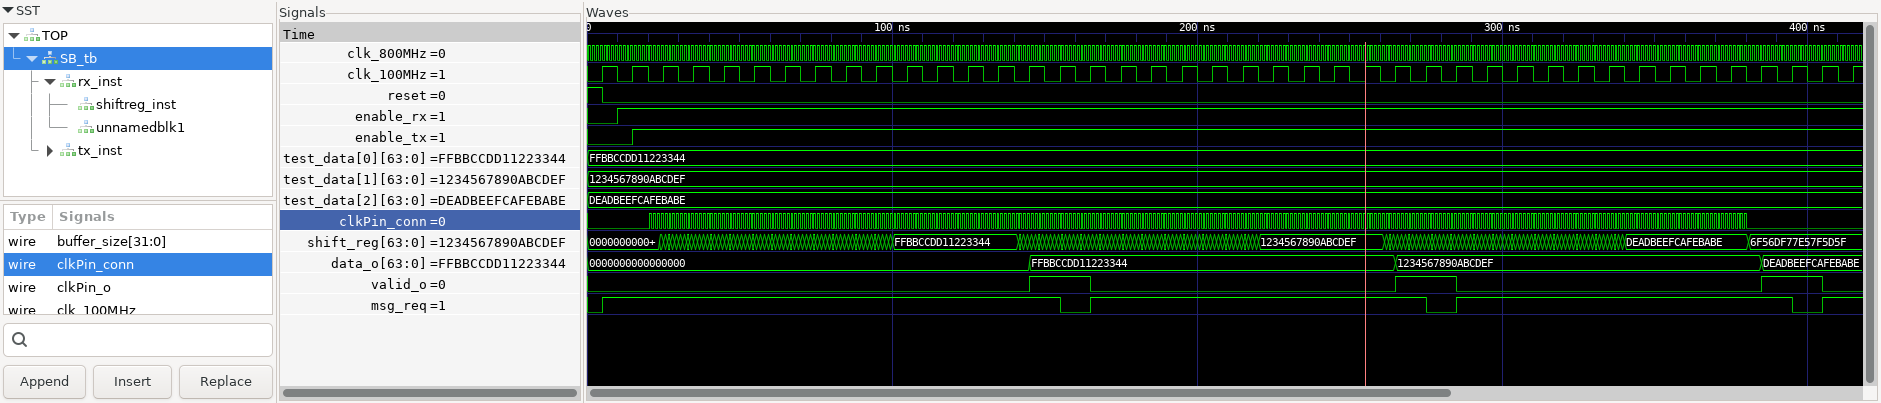 SST
TOP
SB_tb
rx_inst
shiftreg_inst
unnamedblk1
tx_inst
Type Signals
wire buffer_size[31:0]
wire clkPin_conn
wire clkPin_o
wire clk_100MHz
Append Insert Replace
Signals
Time
clk_800MHz=0
clk_100MHz=1
reset=0
enable_rx=1
enable_tx=1
test_data[0][63:0]=FFBBCCDD11223344
test_data[1][63:0]=1234567890ABCDEF
test_data[2][63:0]=DEADBEEFCAFEBABE
clkPin_conn=0
shift_reg[63:0]=1234567890ABCDEF
data_o[63:0]=FFBBCCDD11223344
valid_o=0
msg_req=1
Waves
0 100 ns 200 ns 300 ns 400 ns
FFBBCCDD11223344
1234567890ABCDEF
DEADBEEFCAFEBABE
0000000000+ FFBBCCDD11223344 1234567890ABCDEF DEADBEEFCAFEBABE 6F56DF77E57F5D5F
0000000000000000 FFBBCCDD11223344 1234567890ABCDEF DEADBEEFCAFEBABE